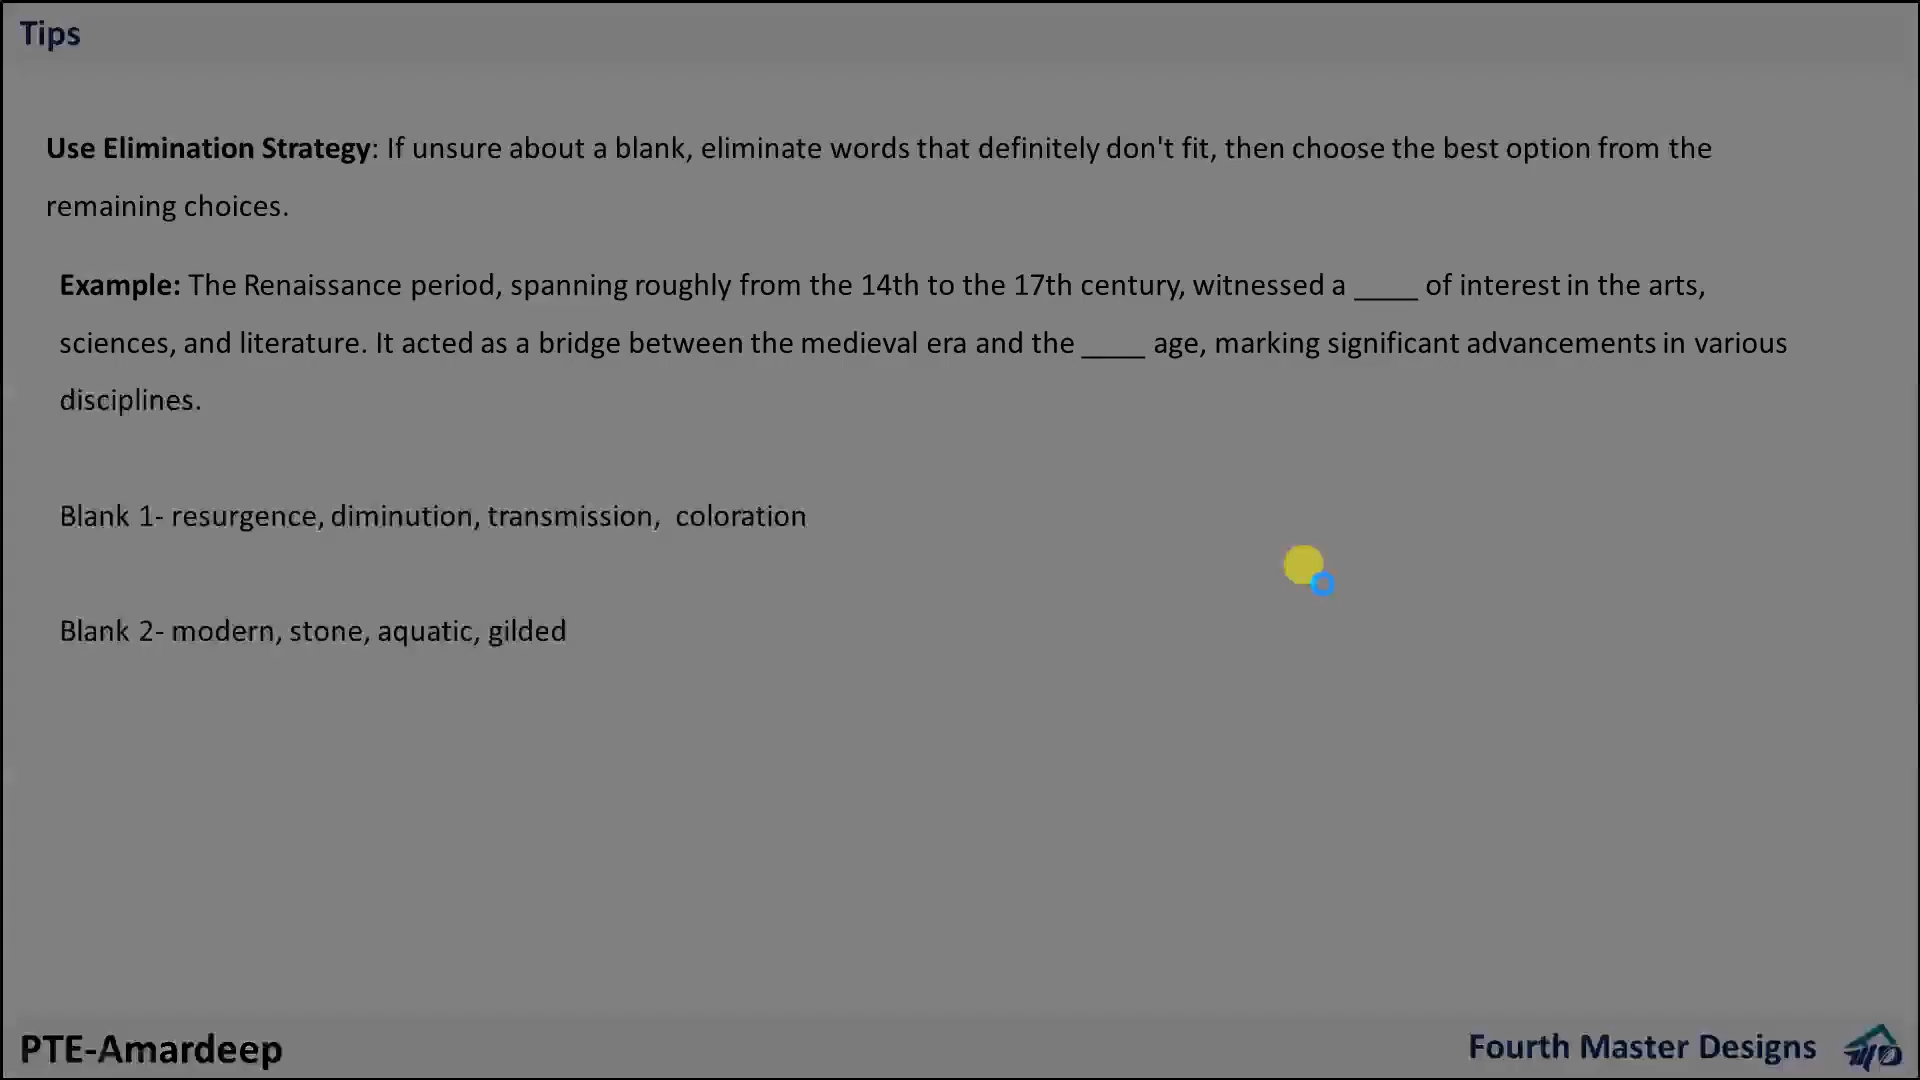 Tips
Use Elimination Strategy: If unsure about a blank, eliminate words that definitely don't fit, then choose the best option from the
remaining choices.
Example: The Renaissance period, spanning roughly from the 14th to the 17th century, witnessed a ____ of interest in the arts,
sciences, and literature. It acted as a bridge between the medieval era and the ____ age, marking significant advancements in various
disciplines.
Blank 1- resurgence, diminution, transmission,  coloration
Blank 2- modern, stone, aquatic, gilded
PTE-Amardeep
Fourth Master Designs